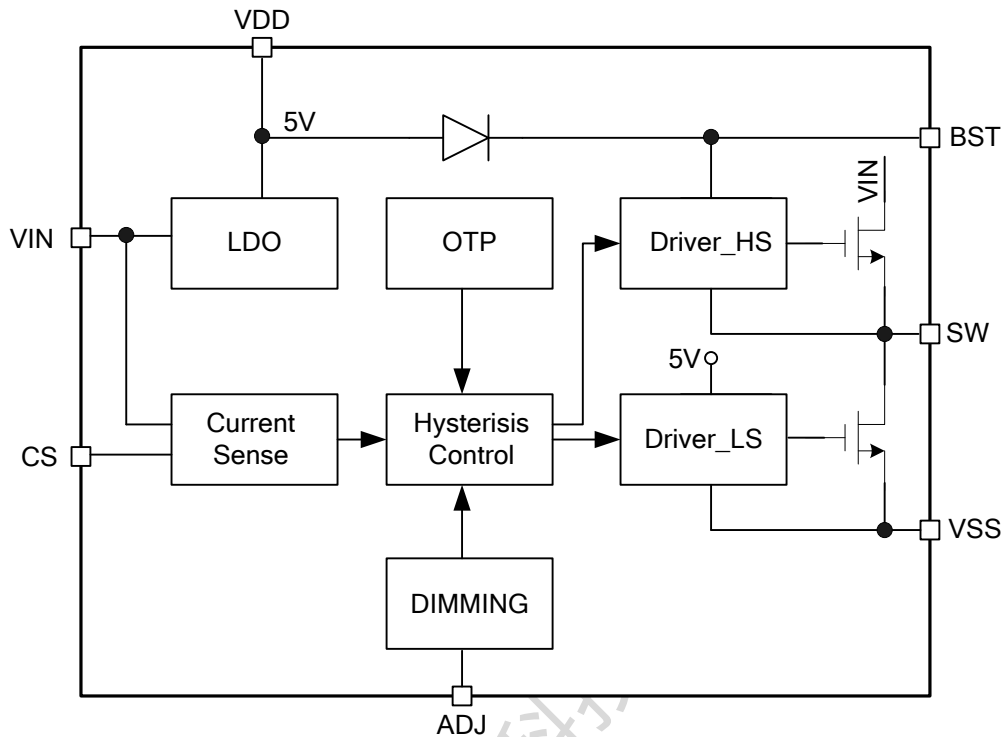 VDD
5V
BST
VIN
VIN
LDO
OTP
Driver_HS
SW
5V
Current
Sense
Hysterisis
Control
Driver_LS
CS
VSS
DIMMING
ADJ